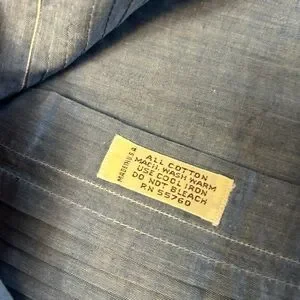 MADE IN U.S.A.
ALL COTTON
MACH. WASH WARM
USE COOL IRON
DO NOT BLEACH
RN 55760